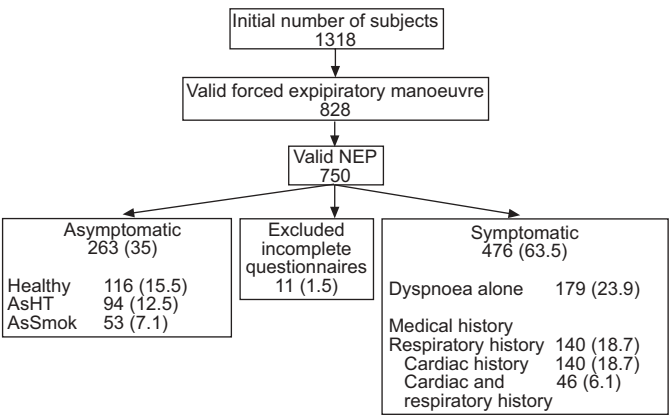 Initial number of subjects
1318
Valid forced expipiratory manoeuvre
828
Valid NEP
750
Asymptomatic
263 (35)
Healthy 116 (15.5)
AsHT 94 (12.5)
AsSmok 53 (7.1)
Excluded
incomplete
questionnaires
11 (1.5)
Symptomatic
476 (63.5)
Dyspnoea alone 179 (23.9)
Medical history
Respiratory history 140 (18.7)
Cardiac history 140 (18.7)
Cardiac and 46 (6.1)
respiratory history